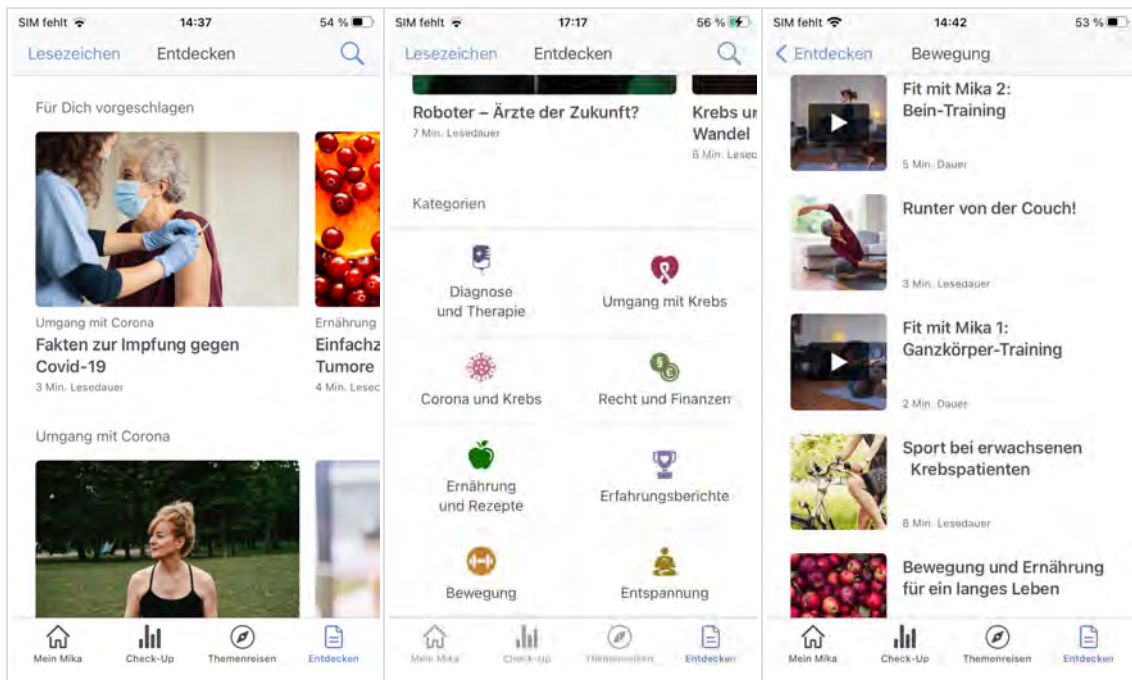 SIM fehlt
14:37
54 %
Lesezeichen
Entdecken
Für Dich vorgeschlagen
Umgang mit Corona
Fakten zur Impfung gegen
Covid-19
3 Min. Lesedauer
Ernährung
Einfachz
Tumore
4 Min. Lesed
Umgang mit Corona
Mein Mika
Check-Up
Themenreisen
Entdecken
SIM fehlt
17:17
56 %
Lesezeichen
Entdecken
Roboter – Ärzte der Zukunft?
7 Min. Lesedauer
Krebs un
Wandel
6 Min. Lesed
Kategorien
Diagnose
und Therapie
Umgang mit Krebs
Corona und Krebs
Recht und Finanzen
Ernährung
und Rezepte
Erfahrungsberichte
Bewegung
Entspannung
Mein Mika
Check-Up
Themenreisen
Entdecken
SIM fehlt
14:42
53 %
Entdecken
Bewegung
Fit mit Mika 2:
Bein-Training
5 Min. Dauer
Runter von der Couch!
3 Min. Lesedauer
Fit mit Mika 1:
Ganzkörper-Training
2 Min. Dauer
Sport bei erwachsenen
Krebspatienten
8 Min. Lesedauer
Bewegung und Ernährung
für ein langes Leben
Mein Mika
Check-Up
Themenreisen
Entdecken